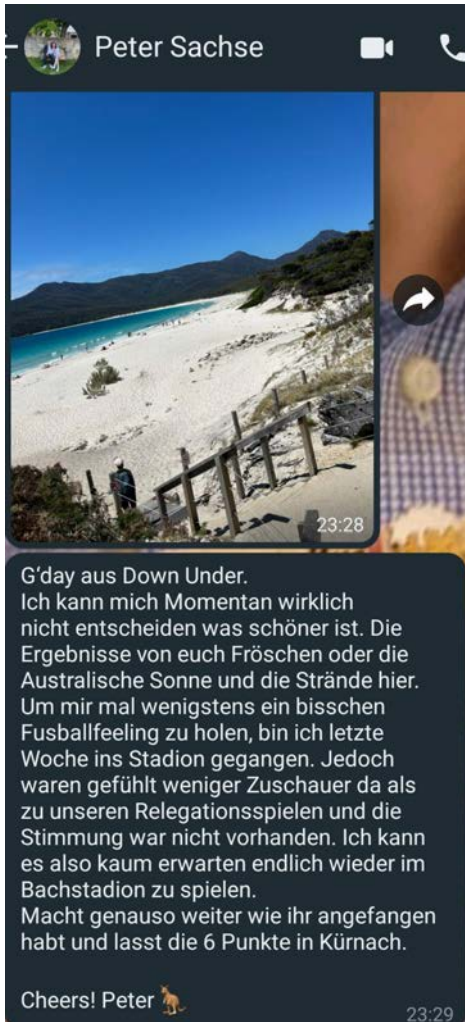 Peter Sachse
23:28
G'day aus Down Under.
Ich kann mich Momentan wirklich
nicht entscheiden was schöner ist. Die
Ergebnisse von euch Fröschen oder die
Australische Sonne und die Strände hier.
Um mir mal wenigstens ein bisschen
Fusballfeeling zu holen, bin ich letzte
Woche ins Stadion gegangen. Jedoch
waren gefühlt weniger Zuschauer da als
zu unseren Relegationsspielen und die
Stimmung war nicht vorhanden. Ich kann
es also kaum erwarten endlich wieder im
Bachstadion zu spielen.
Macht genauso weiter wie ihr angefangen
habt und lasst die 6 Punkte in Kürnach.
Cheers! Peter 🦘
23:29